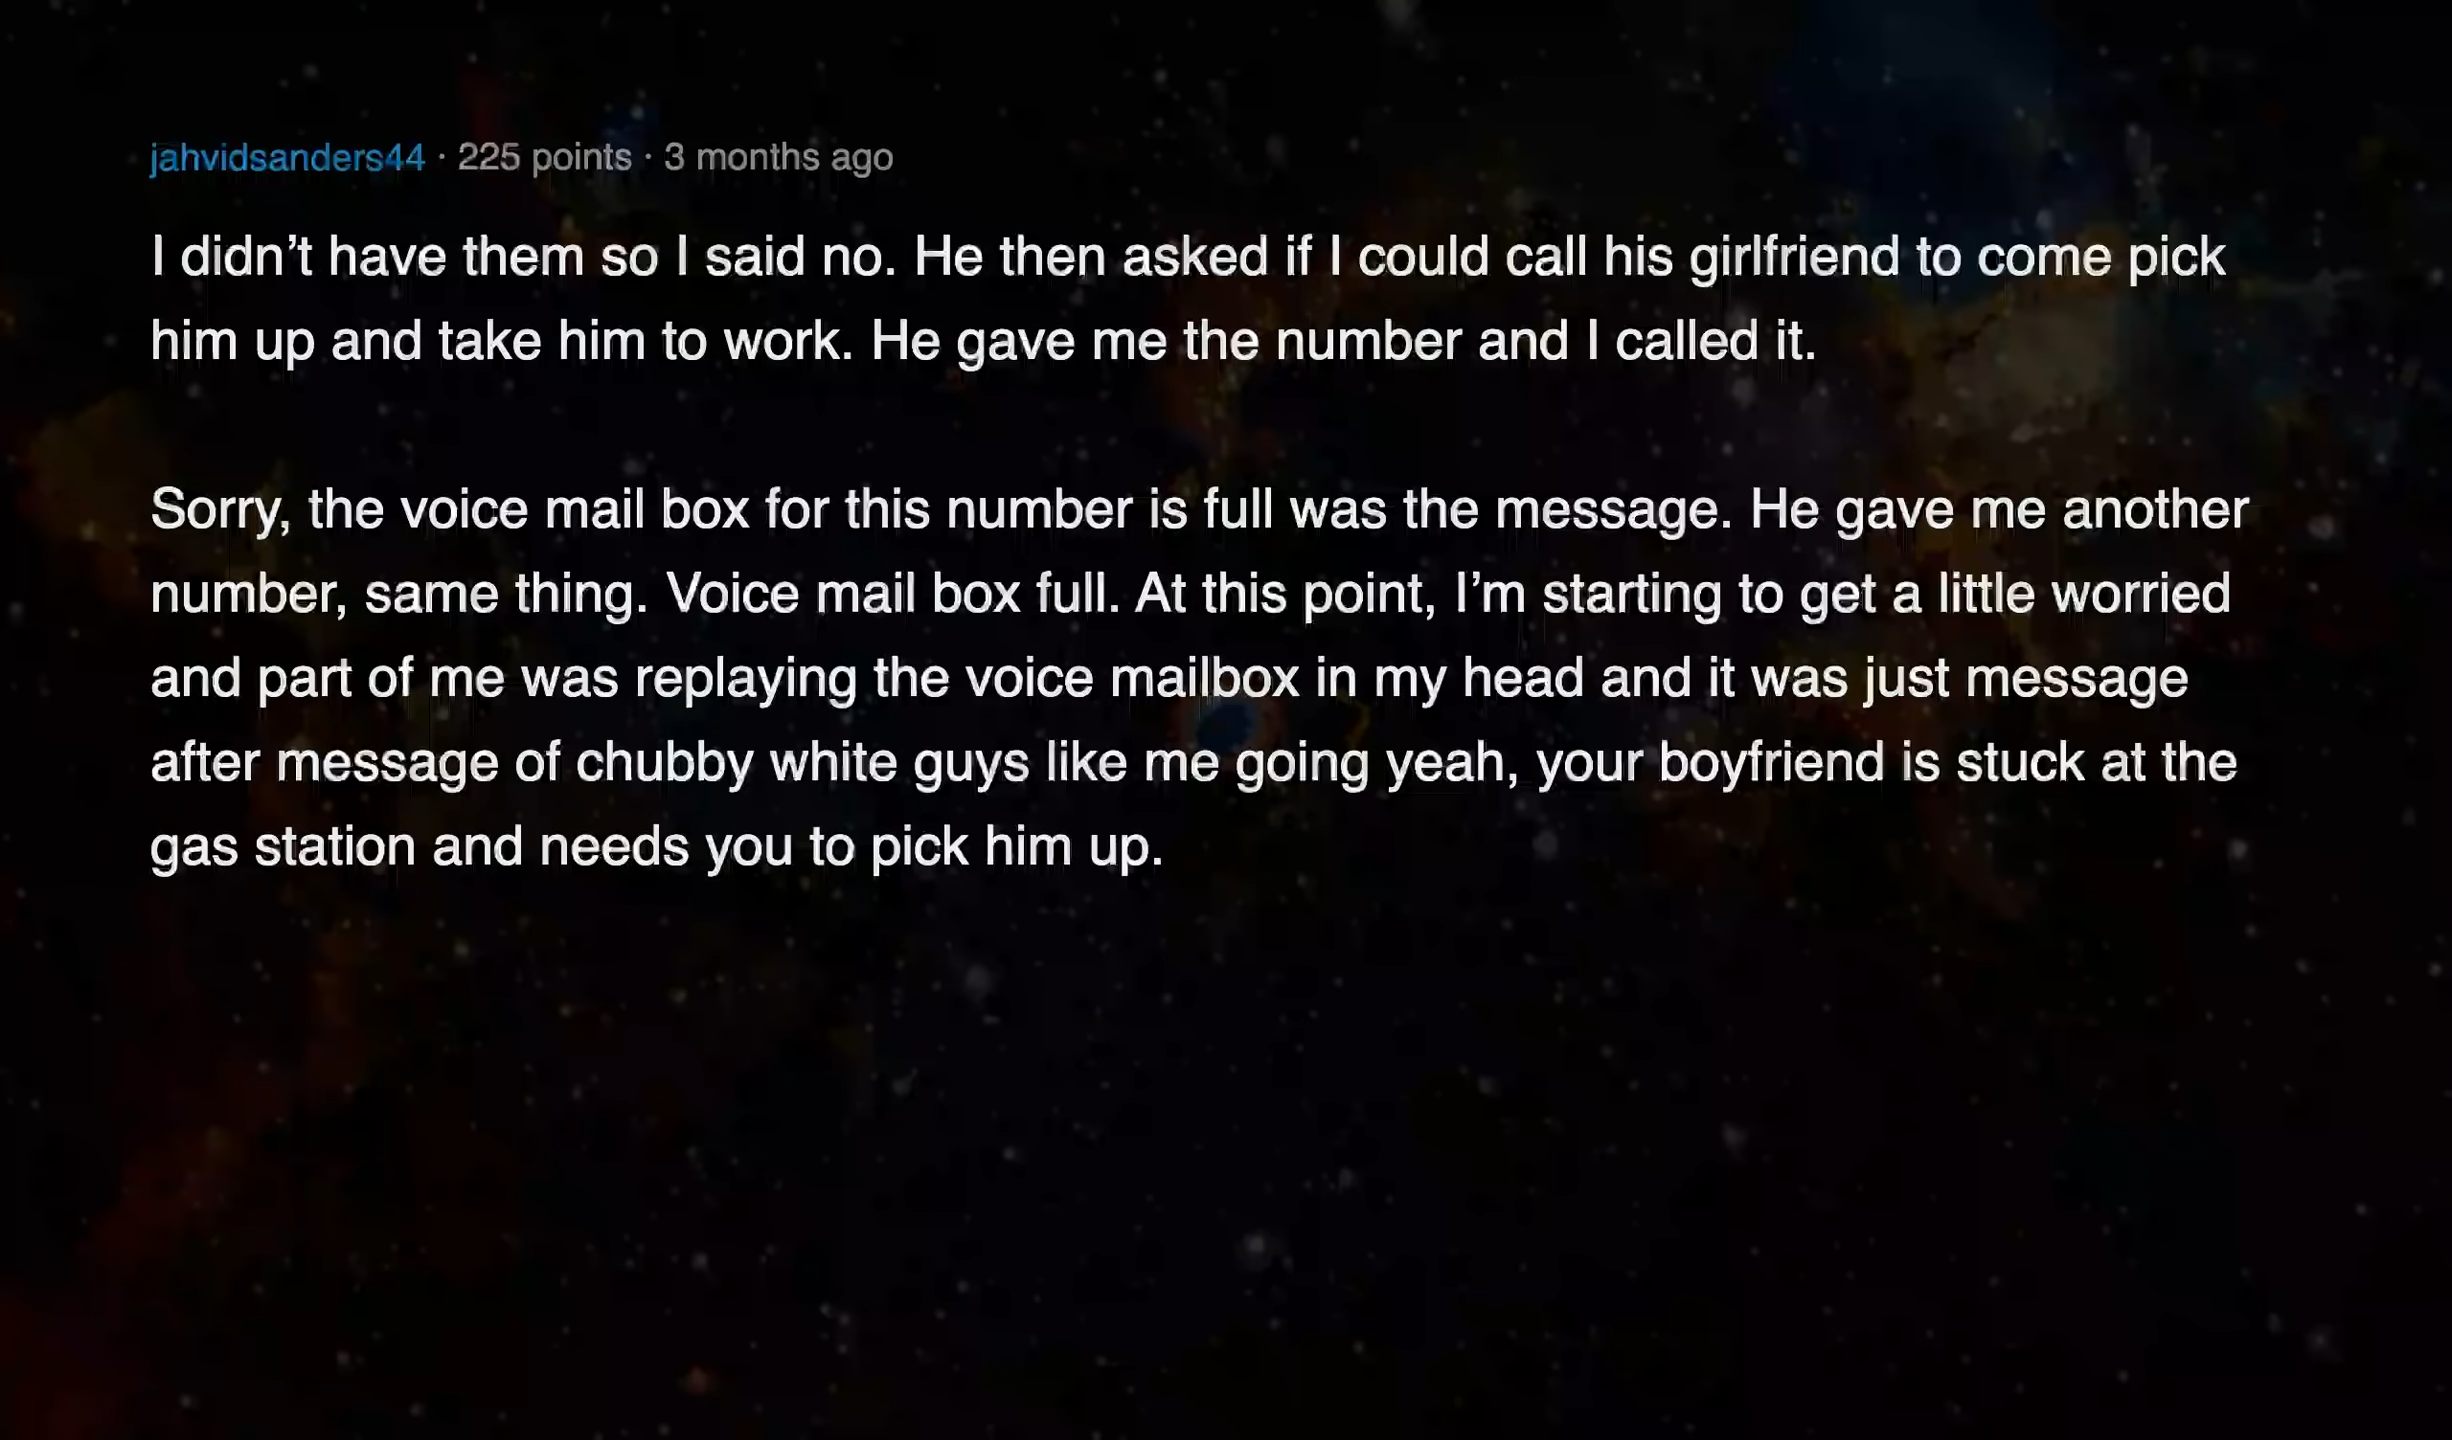 jahvidsanders44 · 225 points · 3 months ago
I didn’t have them so I said no. He then asked if I could call his girlfriend to come pick
him up and take him to work. He gave me the number and I called it.
Sorry, the voice mail box for this number is full was the message. He gave me another
number, same thing. Voice mail box full. At this point, I’m starting to get a little worried
and part of me was replaying the voice mailbox in my head and it was just message
after message of chubby white guys like me going yeah, your boyfriend is stuck at the
gas station and needs you to pick him up.